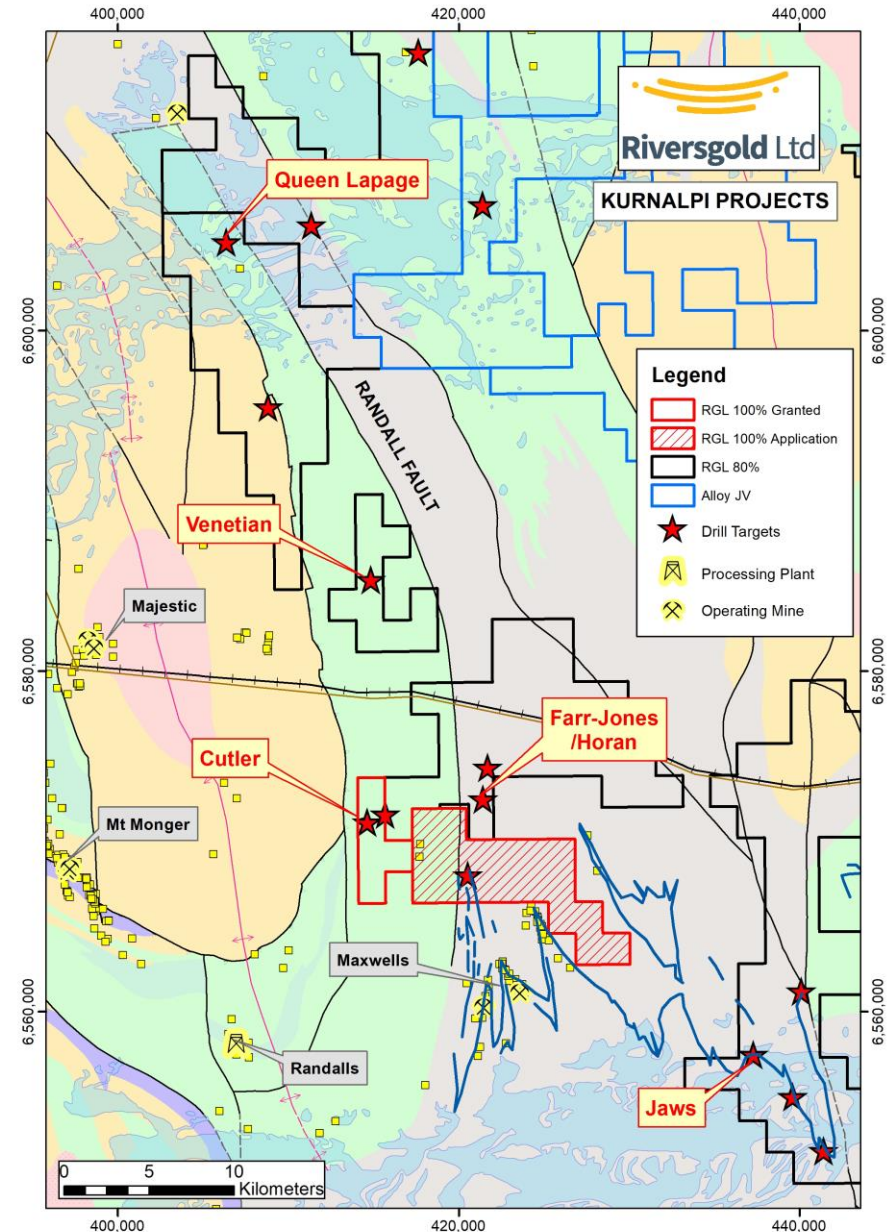 400,000
420,000
440,000
Riversgold Ltd
KURNALPI PROJECTS
Queen Lapage
6,600,000
6,600,000
RANDALL FAULT
Legend
RGL 100% Granted
RGL 100% Application
RGL 80%
Alloy JV
Drill Targets
Processing Plant
Operating Mine
Venetian
Majestic
6,580,000
6,580,000
Farr-Jones
/Horan
Cutler
Mt Monger
Maxwells
6,560,000
6,560,000
Randalls
Jaws
0 5 10
Kilometers
400,000
420,000
440,000